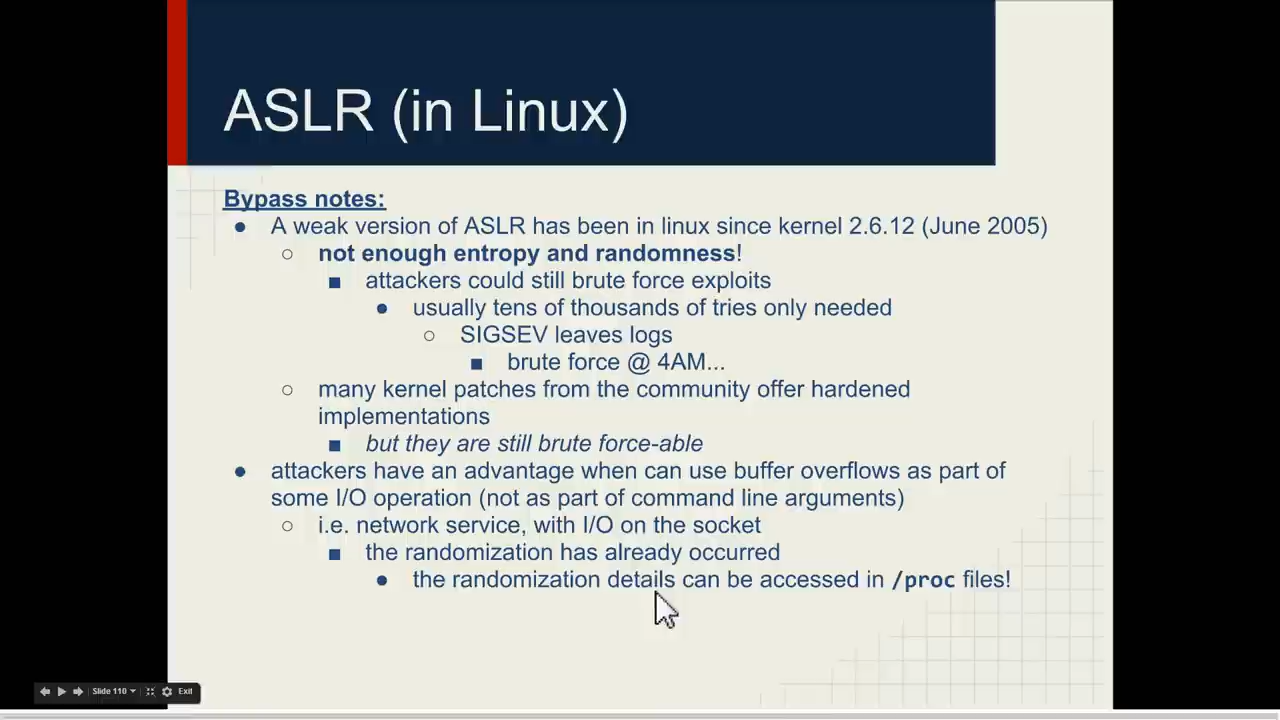 ASLR (in Linux)
Bypass notes:
● A weak version of ASLR has been in linux since kernel 2.6.12 (June 2005)
○ not enough entropy and randomness!
■ attackers could still brute force exploits
● usually tens of thousands of tries only needed
○ SIGSEV leaves logs
■ brute force @ 4AM...
○ many kernel patches from the community offer hardened
implementations
■ but they are still brute force-able
● attackers have an advantage when can use buffer overflows as part of
some I/O operation (not as part of command line arguments)
○ i.e. network service, with I/O on the socket
■ the randomization has already occurred
● the randomization details can be accessed in /proc files!
Slide 110 Exit